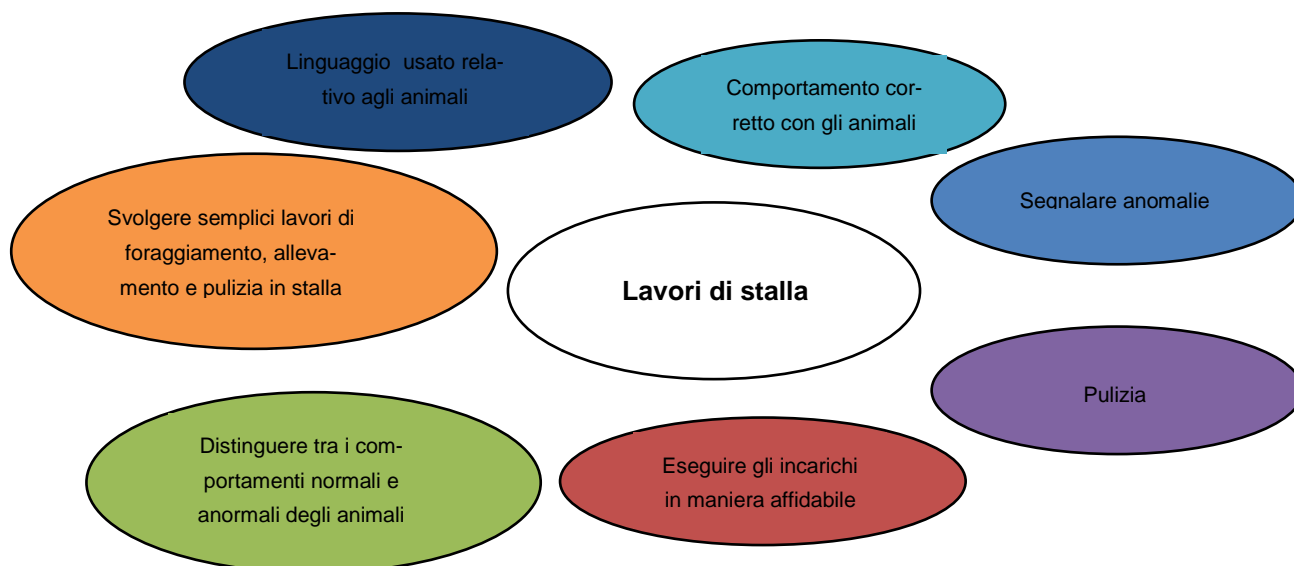 Linguaggio usato rela-
tivo agli animali
Comportamento cor-
retto con gli animali
Segnalare anomalie
Svolgere semplici lavori di
foraggiamento, alleva-
mento e pulizia in stalla
Lavori di stalla
Pulizia
Distinguere tra i com-
portamenti normali e
anormali degli animali
Eseguire gli incarichi
in maniera affidabile